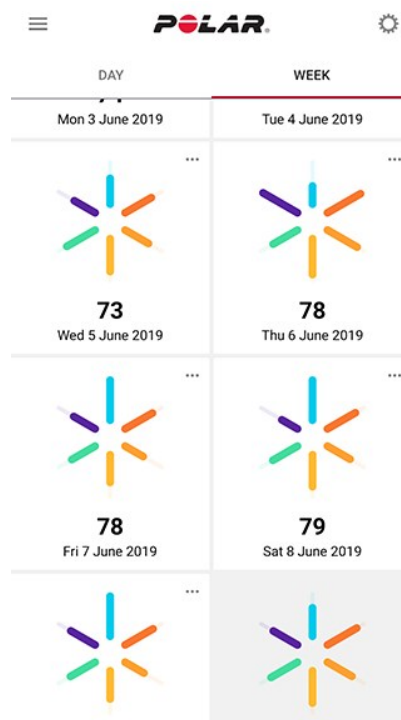 POLAR.
DAY WEEK
Mon 3 June 2019 Tue 4 June 2019
73 78
Wed 5 June 2019 Thu 6 June 2019
78 79
Fri 7 June 2019 Sat 8 June 2019